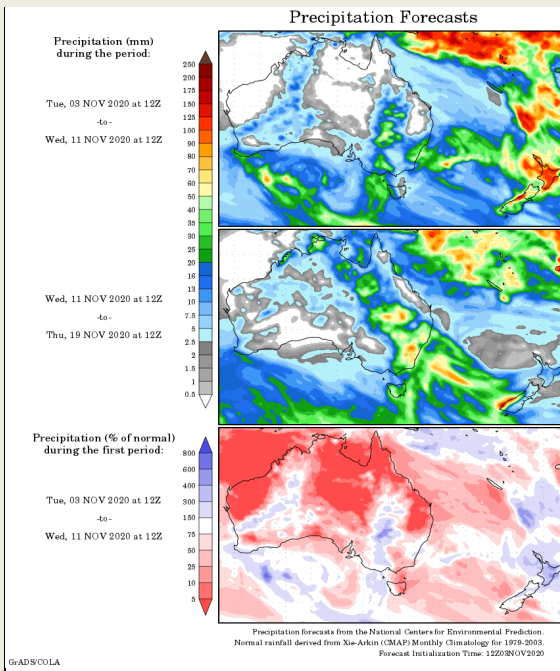 Precipitation Forecasts
Precipitation (mm)
during the period:
Tue, 03 NOV 2020 at 12Z
-to-
Wed, 11 NOV 2020 at 12Z
250
200
175
150
125
100
90
80
70
60
50
40
35
30
25
20
16
13
10
7.5
5
2.5
2
1.5
1
0.5
Wed, 11 NOV 2020 at 12Z
-to-
Thu, 19 NOV 2020 at 12Z
Precipitation (% of normal)
during the first period:
800
600
400
300
150
75
50
25
10
5
Tue, 03 NOV 2020 at 12Z
-to-
Wed, 11 NOV 2020 at 12Z
Precipitation forecasts from the National Centers for Environmental Prediction.
Normal rainfall derived from Xie-Arkin (CMAP) Monthly Climatology for 1979-2003.
Forecast Initialization Time: 12Z03NOV2020
GrADS/COLA